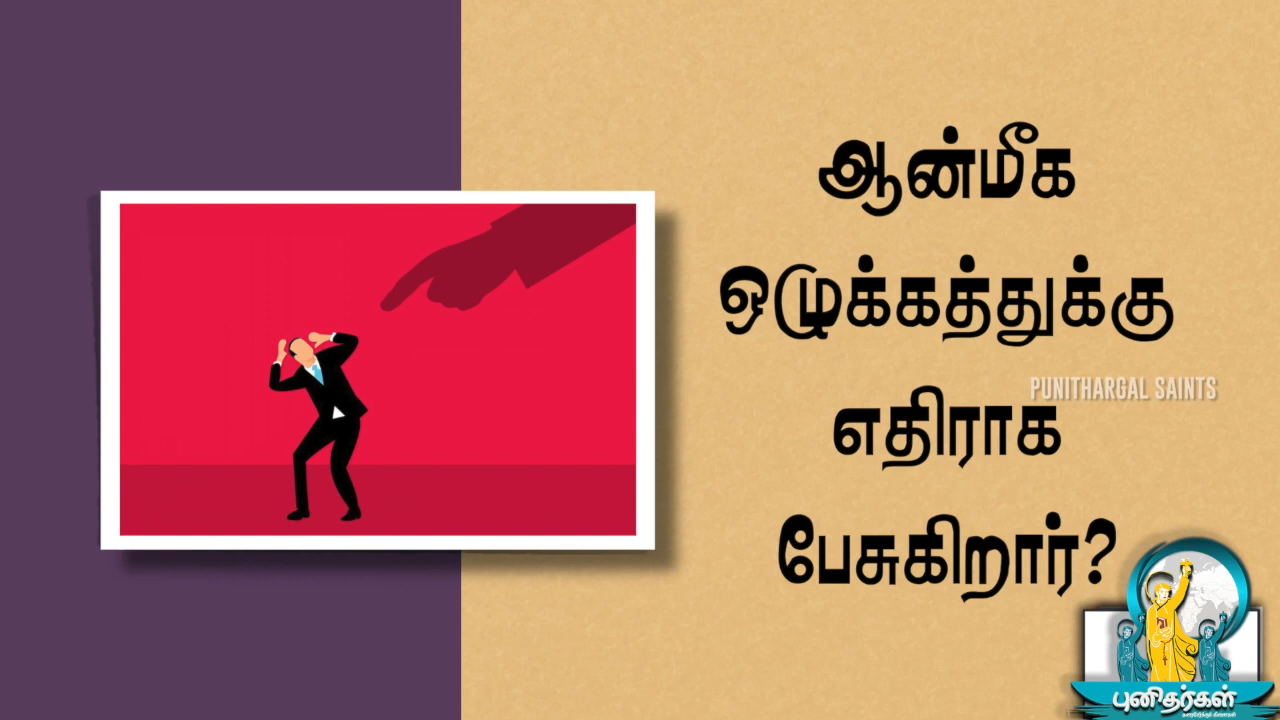 ஆன்மீக
ஒழுக்கத்துக்கு
எதிராக
பேசுகிறார்?
PUNITHARGAL SAINTS
புனிதர்கள்